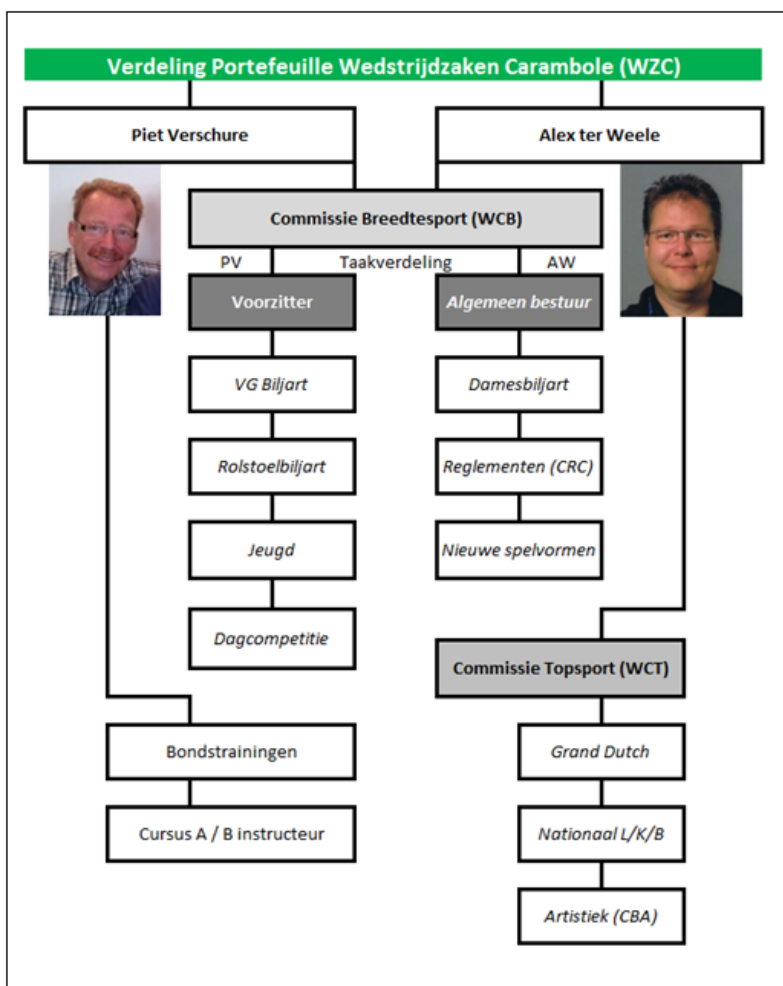 Verdeling Portefeuille Wedstrijdzaken Carambole (WZC)
Piet Verschure
Alex ter Weele
Commissie Breedtesport (WCB)
PV Taakverdeling AW
Voorzitter
Algemeen bestuur
VG Biljart
Damesbiljart
Rolstoelbiljart
Reglementen (CRC)
Jeugd
Nieuwe spelvormen
Dagcompetitie
Commissie Topsport (WCT)
Bondstrainingen
Grand Dutch
Cursus A / B instructeur
Nationaal L/K/B
Artistiek (CBA)